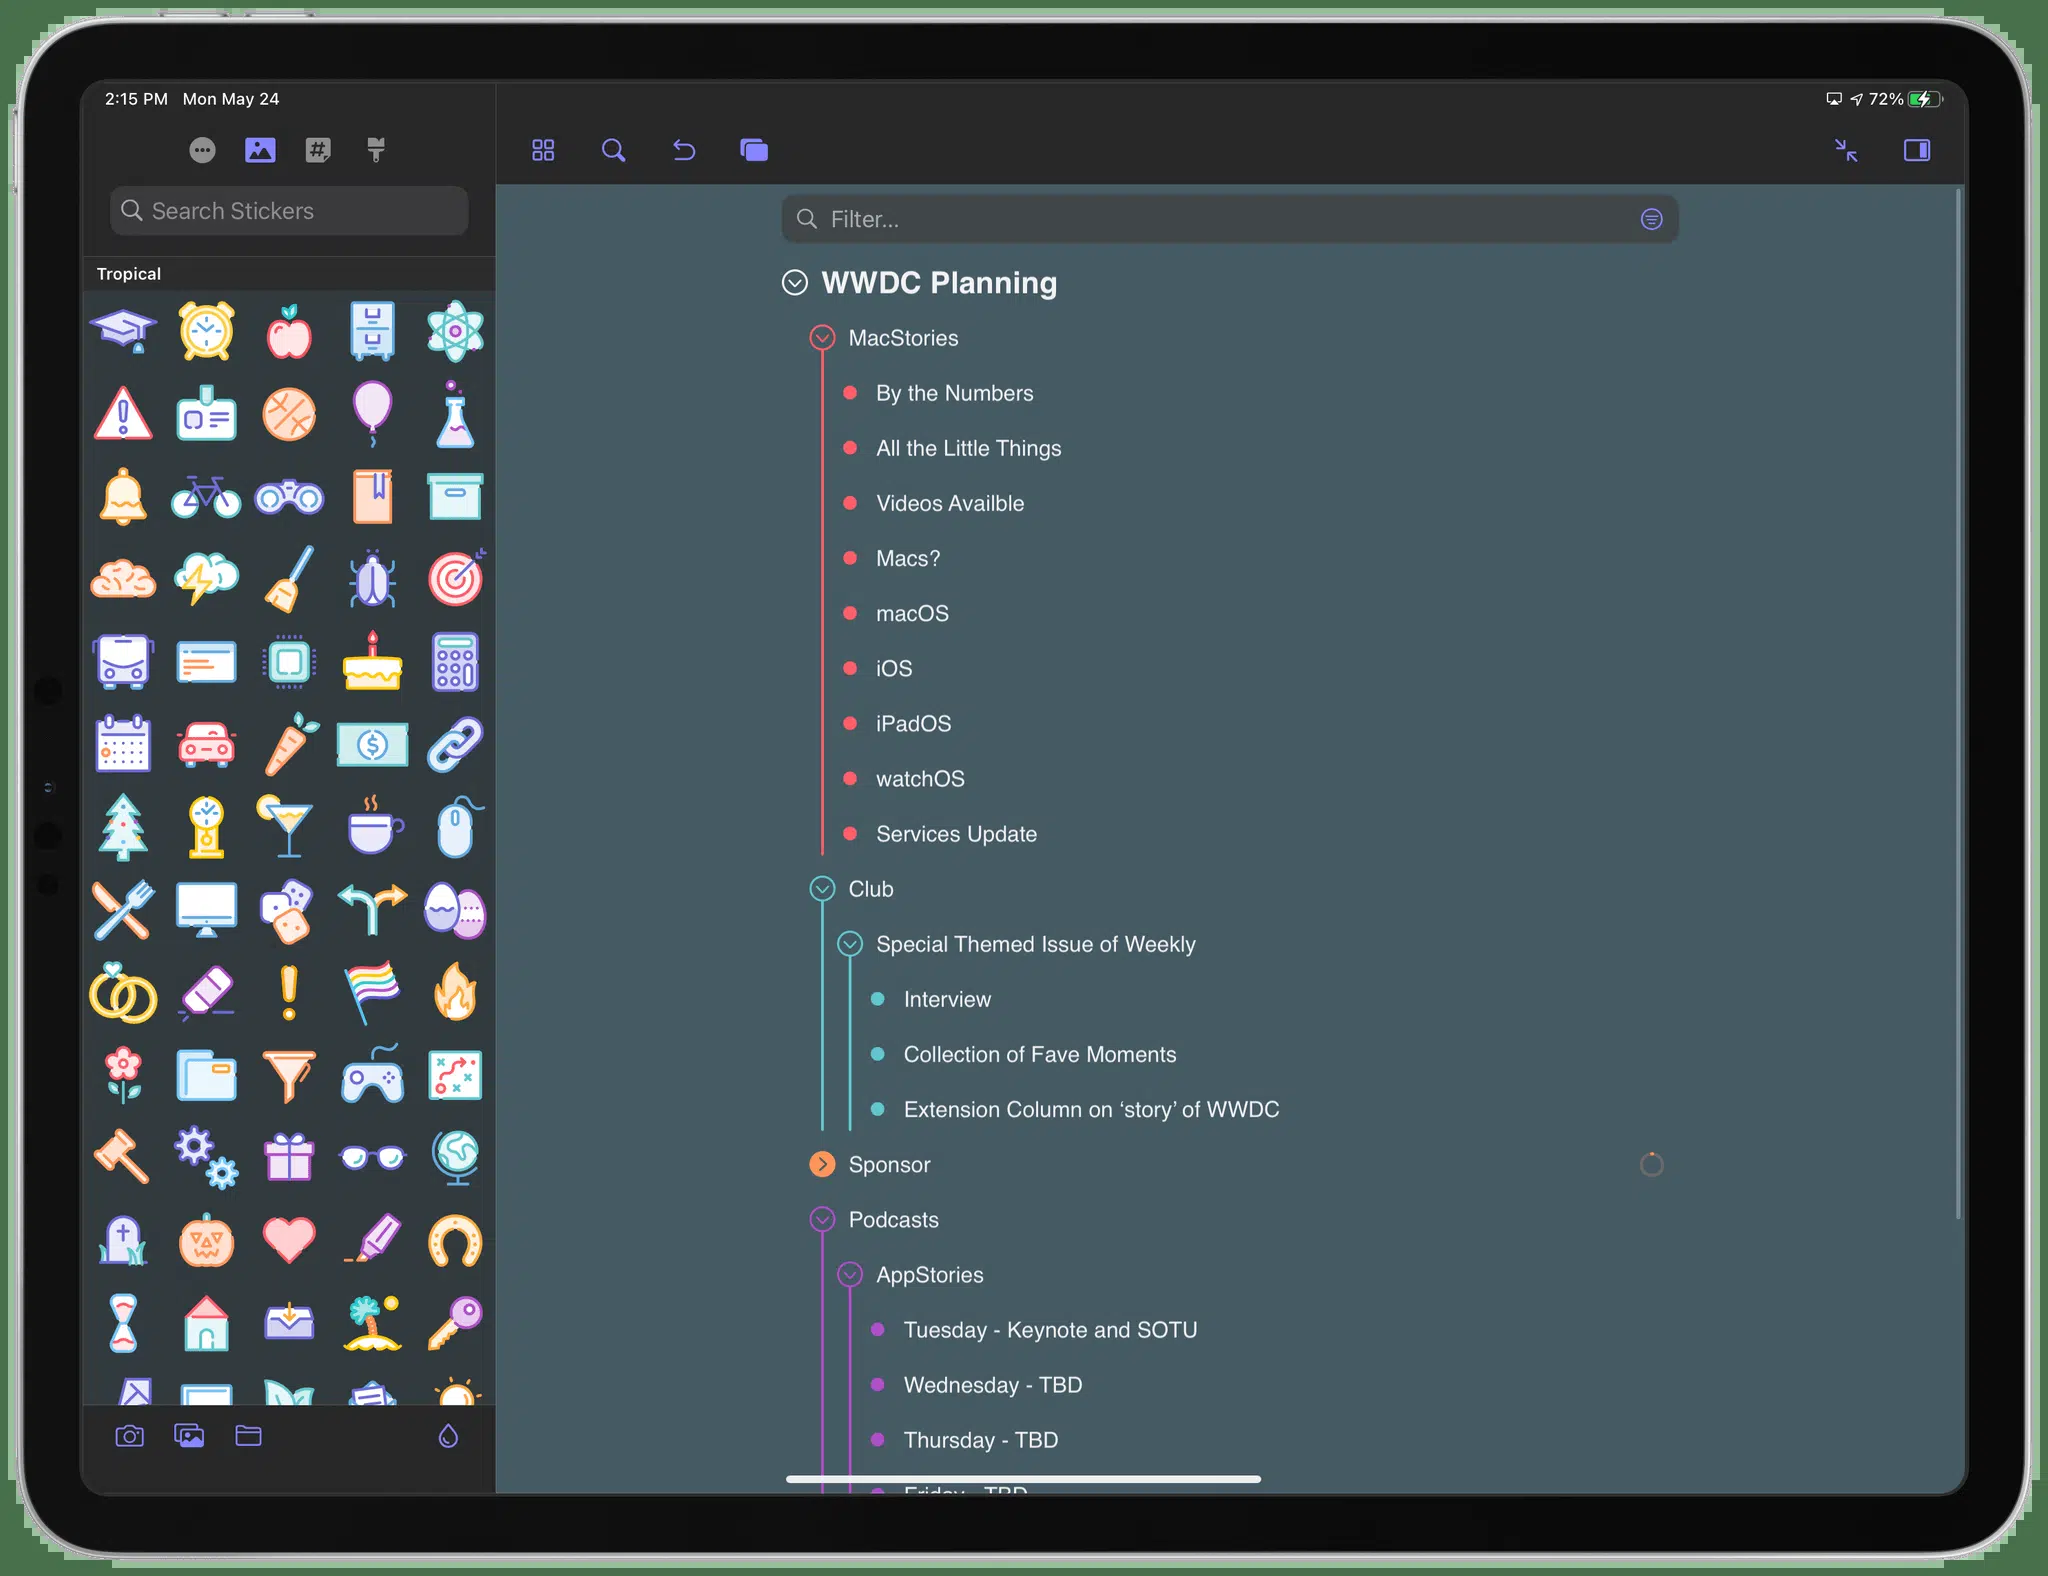 2:15 PM Mon May 24
72%
Search Stickers
Tropical
Filter...
WWDC Planning
MacStories
By the Numbers
All the Little Things
Videos Availble
Macs?
macOS
iOS
iPadOS
watchOS
Services Update
Club
Special Themed Issue of Weekly
Interview
Collection of Fave Moments
Extension Column on ‘story’ of WWDC
Sponsor
Podcasts
AppStories
Tuesday - Keynote and SOTU
Wednesday - TBD
Thursday - TBD
Friday - TBD